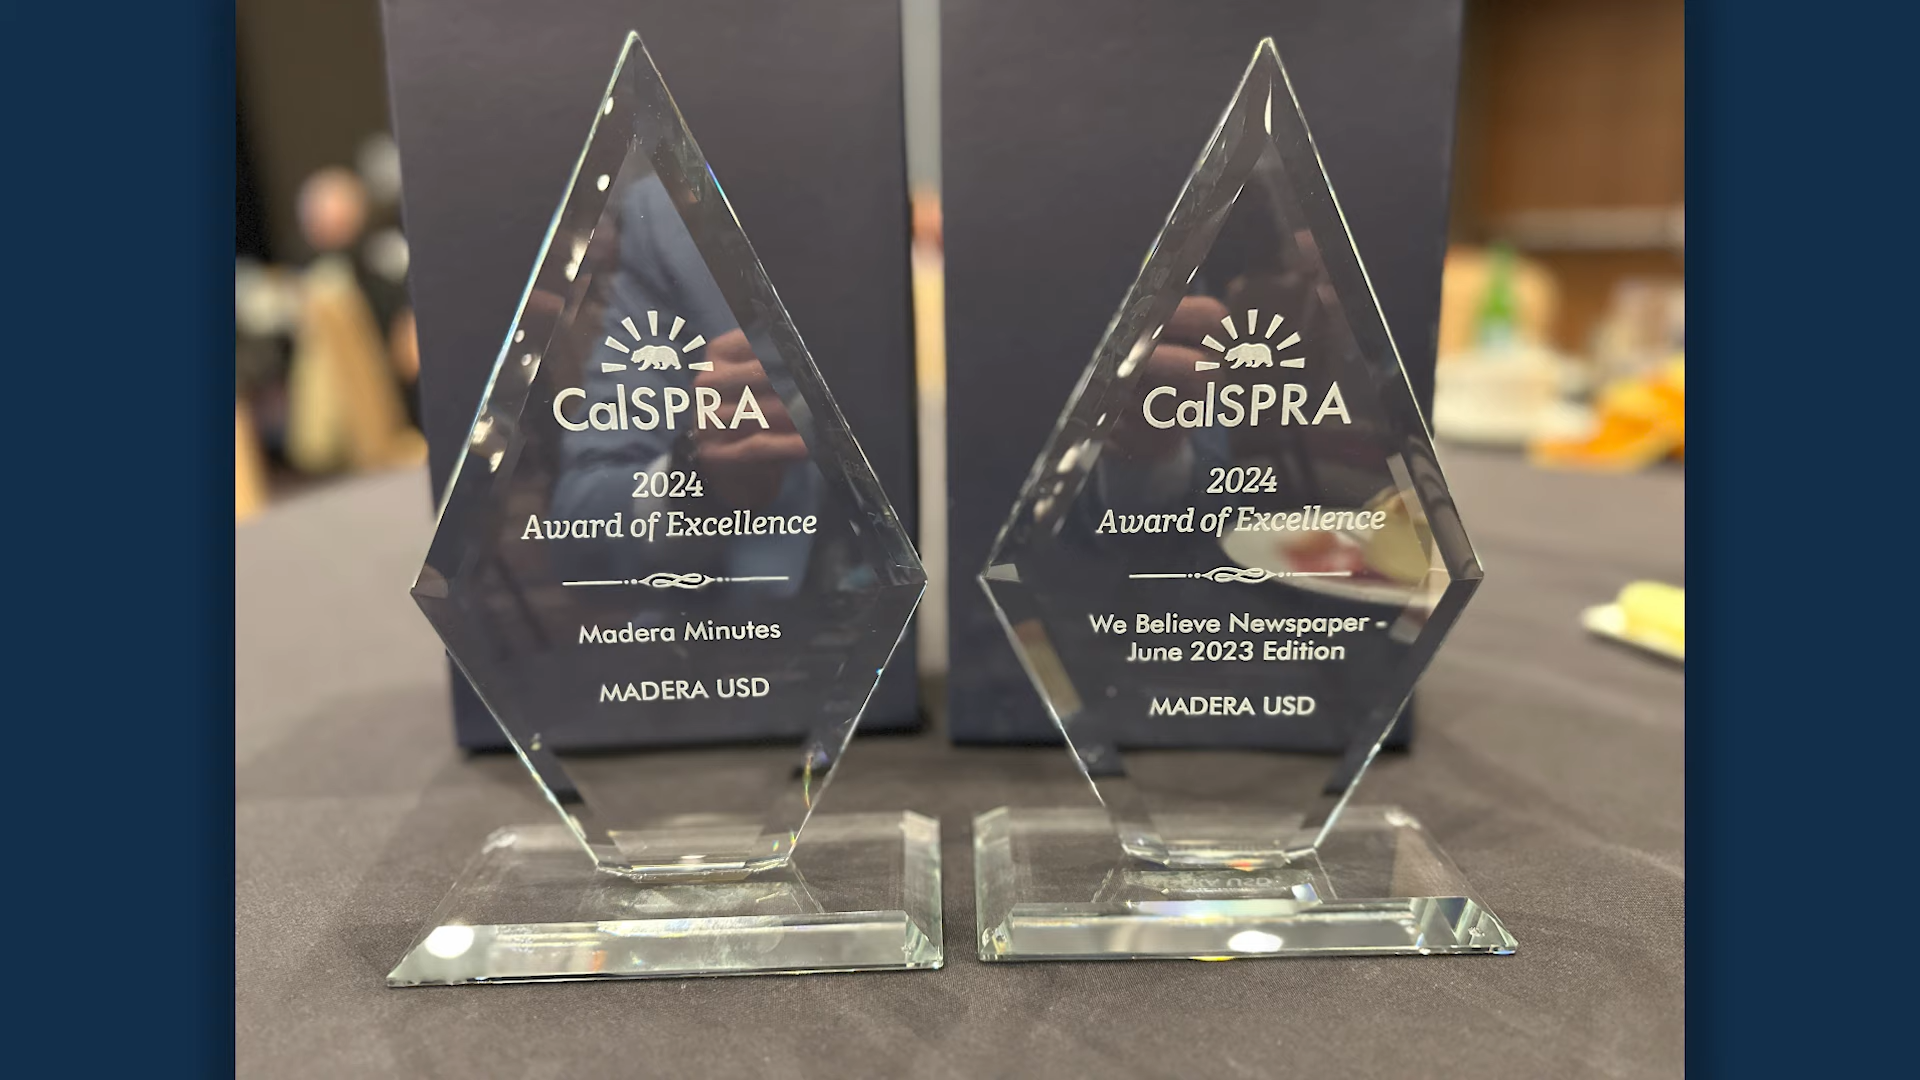 CalSPRA
2024
Award of Excellence
Madera Minutes
MADERA USD
CalSPRA
2024
Award of Excellence
We Believe Newspaper -
June 2023 Edition
MADERA USD